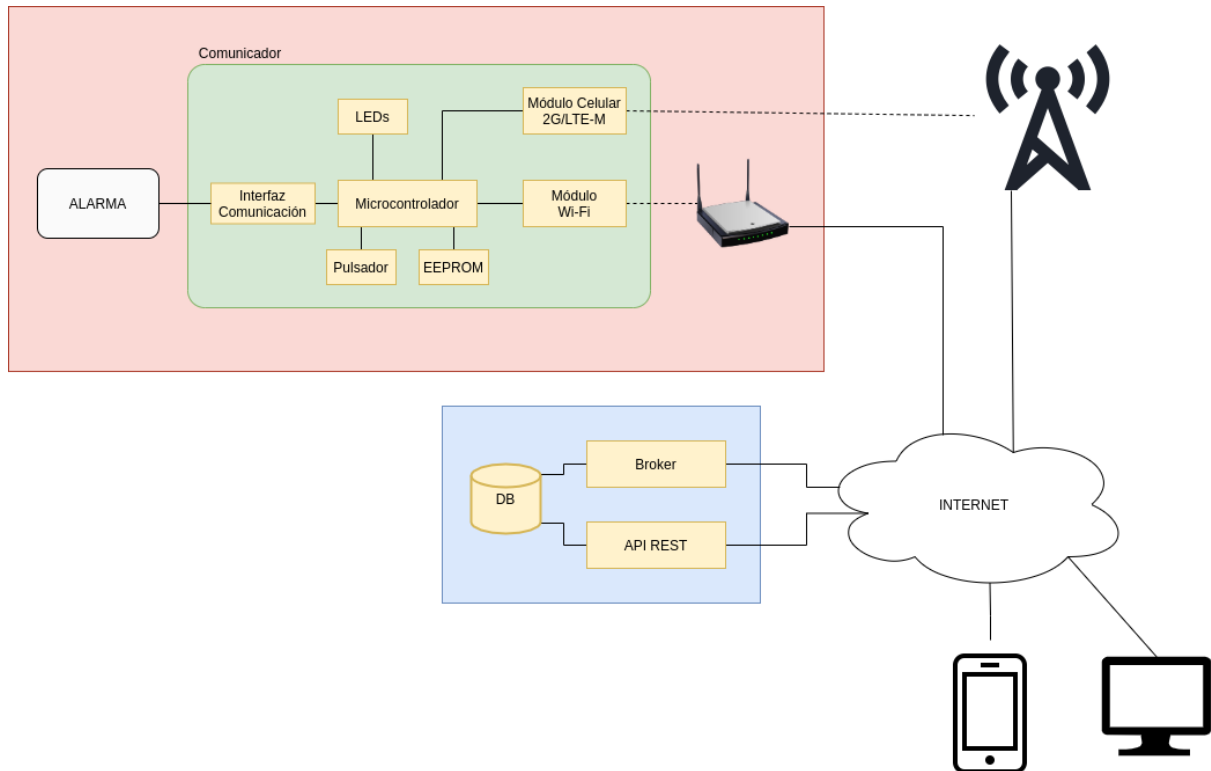 Comunicador
LEDs
Módulo Celular
2G/LTE-M
ALARMA
Interfaz
Comunicación
Microcontrolador
Módulo
Wi-Fi
Pulsador
EEPROM
DB
Broker
API REST
INTERNET